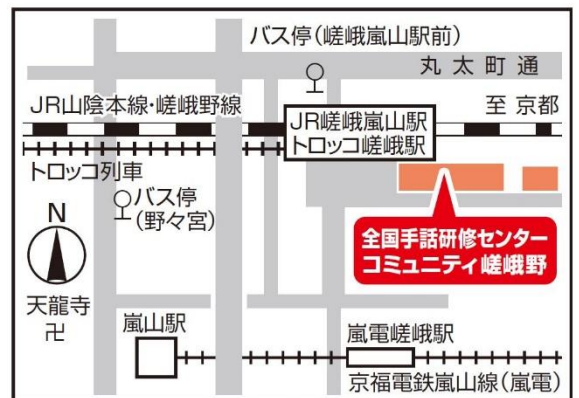 バス停(嵯峨嵐山駅前)
丸太町通
JR山陰本線・嵯峨野線
至 京都
JR嵯峨嵐山駅
トロッコ嵯峨駅
トロッコ列車
バス停
(野々宮)
N
全国手話研修センター
コミュニティ嵯峨野
天龍寺
卍
嵐山駅
嵐電嵯峨駅
京福電鉄嵐山線(嵐電)